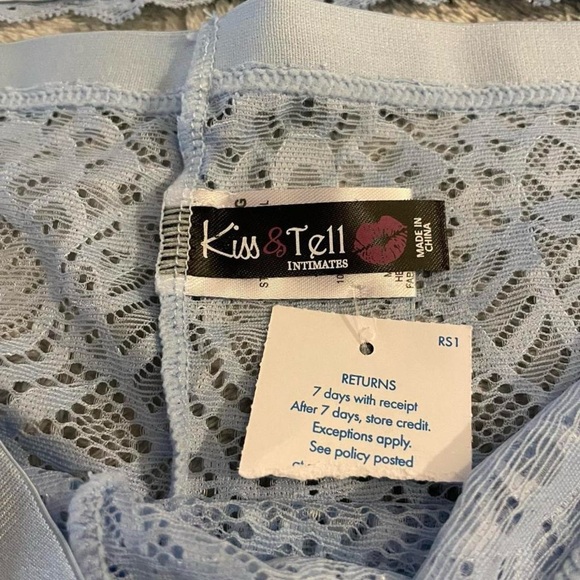 Kiss & Tell
INTIMATES
MADE IN
CHINA
RS1
RETURNS
7 days with receipt
After 7 days, store credit.
Exceptions apply.
See policy posted